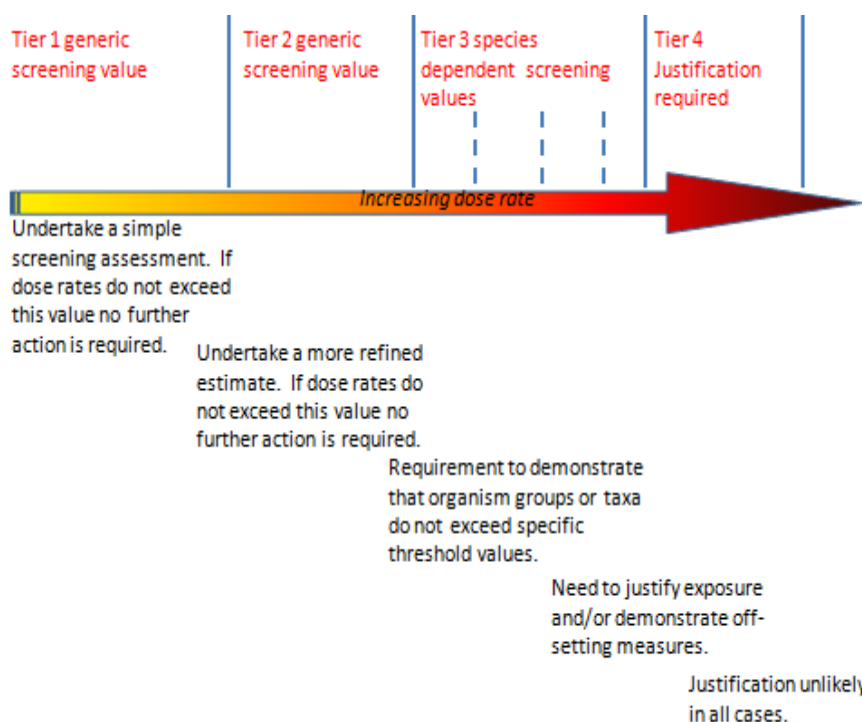 Tier 1 generic
screening value
Tier 2 generic
screening value
Tier 3 species
dependent screening
values
Tier 4
Justification
required
Increasing dose rate
Undertake a simple
screening assessment. If
dose rates do not exceed
this value no further
action is required.
Undertake a more refined
estimate. If dose rates do
not exceed this value no
further action is required.
Requirement to demonstrate
that organism groups or taxa
do not exceed specific
threshold values.
Need to justify exposure
and/or demonstrate off-
setting measures.
Justification unlikely
in all cases.